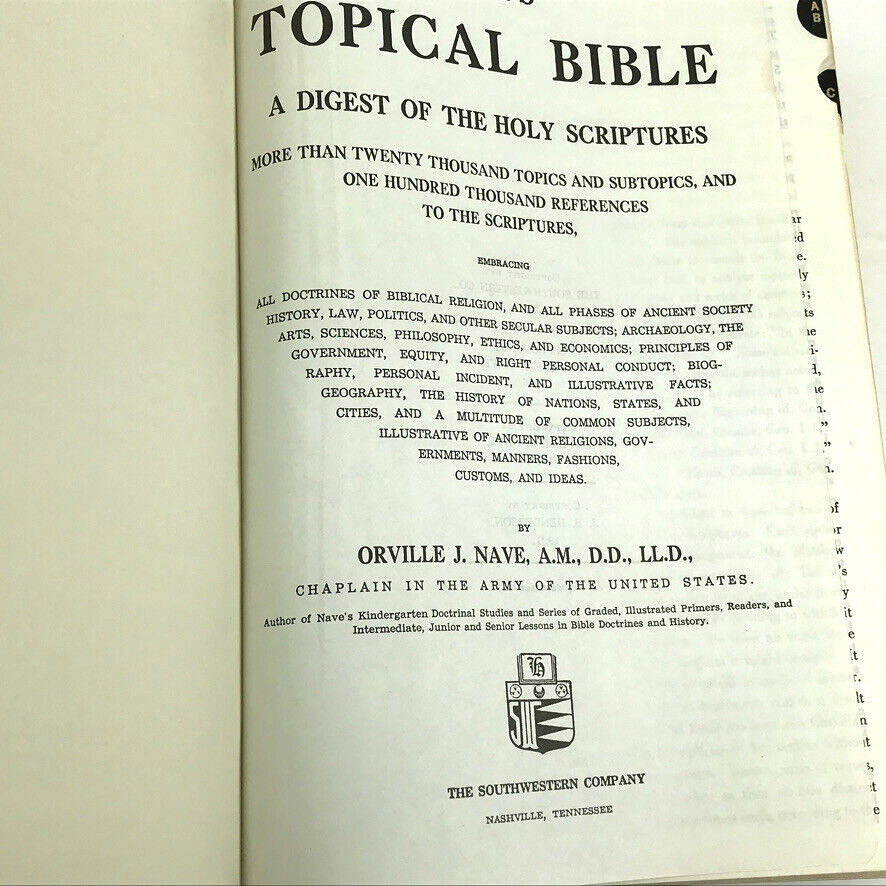 TOPICAL BIBLE
A DIGEST OF THE HOLY SCRIPTURES
MORE THAN TWENTY THOUSAND TOPICS AND SUBTOPICS, AND
ONE HUNDRED THOUSAND REFERENCES
TO THE SCRIPTURES,
EMBRACING
ALL DOCTRINES OF BIBLICAL RELIGION, AND ALL PHASES OF ANCIENT SOCIETY
HISTORY, LAW, POLITICS, AND OTHER SECULAR SUBJECTS; ARCHAEOLOGY, THE
ARTS, SCIENCES, PHILOSOPHY, ETHICS, AND ECONOMICS; PRINCIPLES OF
GOVERNMENT, EQUITY, AND RIGHT PERSONAL CONDUCT; BIOG-
RAPHY, PERSONAL INCIDENT, AND ILLUSTRATIVE FACTS;
GEOGRAPHY, THE HISTORY OF NATIONS, STATES, AND
CITIES, AND A MULTITUDE OF COMMON SUBJECTS,
ILLUSTRATIVE OF ANCIENT RELIGIONS, GOV-
ERNMENTS, MANNERS, FASHIONS,
CUSTOMS, AND IDEAS.
BY
ORVILLE J. NAVE, A.M., D.D., LL.D.,
CHAPLAIN IN THE ARMY OF THE UNITED STATES.
Author of Nave's Kindergarten Doctrinal Studies and Series of Graded, Illustrated Primers, Readers, and
Intermediate, Junior and Senior Lessons in Bible Doctrines and History.
THE SOUTHWESTERN COMPANY
NASHVILLE, TENNESSEE
AB
C